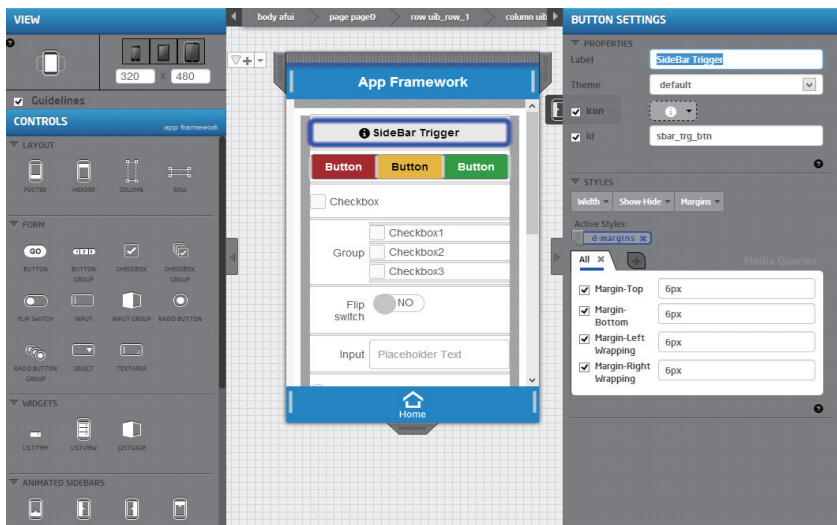 VIEW
320 x 480
Guidelines
CONTROLS
app framework
LAYOUT
FOOTER HEADER COLUMN ROW
FORM
GO
BUTTON BUTTON GROUP CHECKBOX CHECKBOX GROUP
FLIP SWITCH INPUT INPUT GROUP RADIO BUTTON
RADIO BUTTON GROUP SELECT TEXTAREA
WIDGETS
LISTITEM LISTVIEW JUSTGAGE
ANIMATED SIDEBARS
body afui page page0 row uib_row_1 column uib
App Framework
SideBar Trigger
Button Button Button
Checkbox
Group
Checkbox1
Checkbox2
Checkbox3
Flip switch
NO
Input Placeholder Text
Home
BUTTON SETTINGS
PROPERTIES
Label SideBar Trigger
Theme default
Icon
Id sbar_trg_btn
STYLES
Width Show-Hide Margins
Active Styles:
d-margins x
All x
Media Queries
Margin-Top 6px
Margin-Bottom 6px
Margin-Left Wrapping 6px
Margin-Right Wrapping 6px